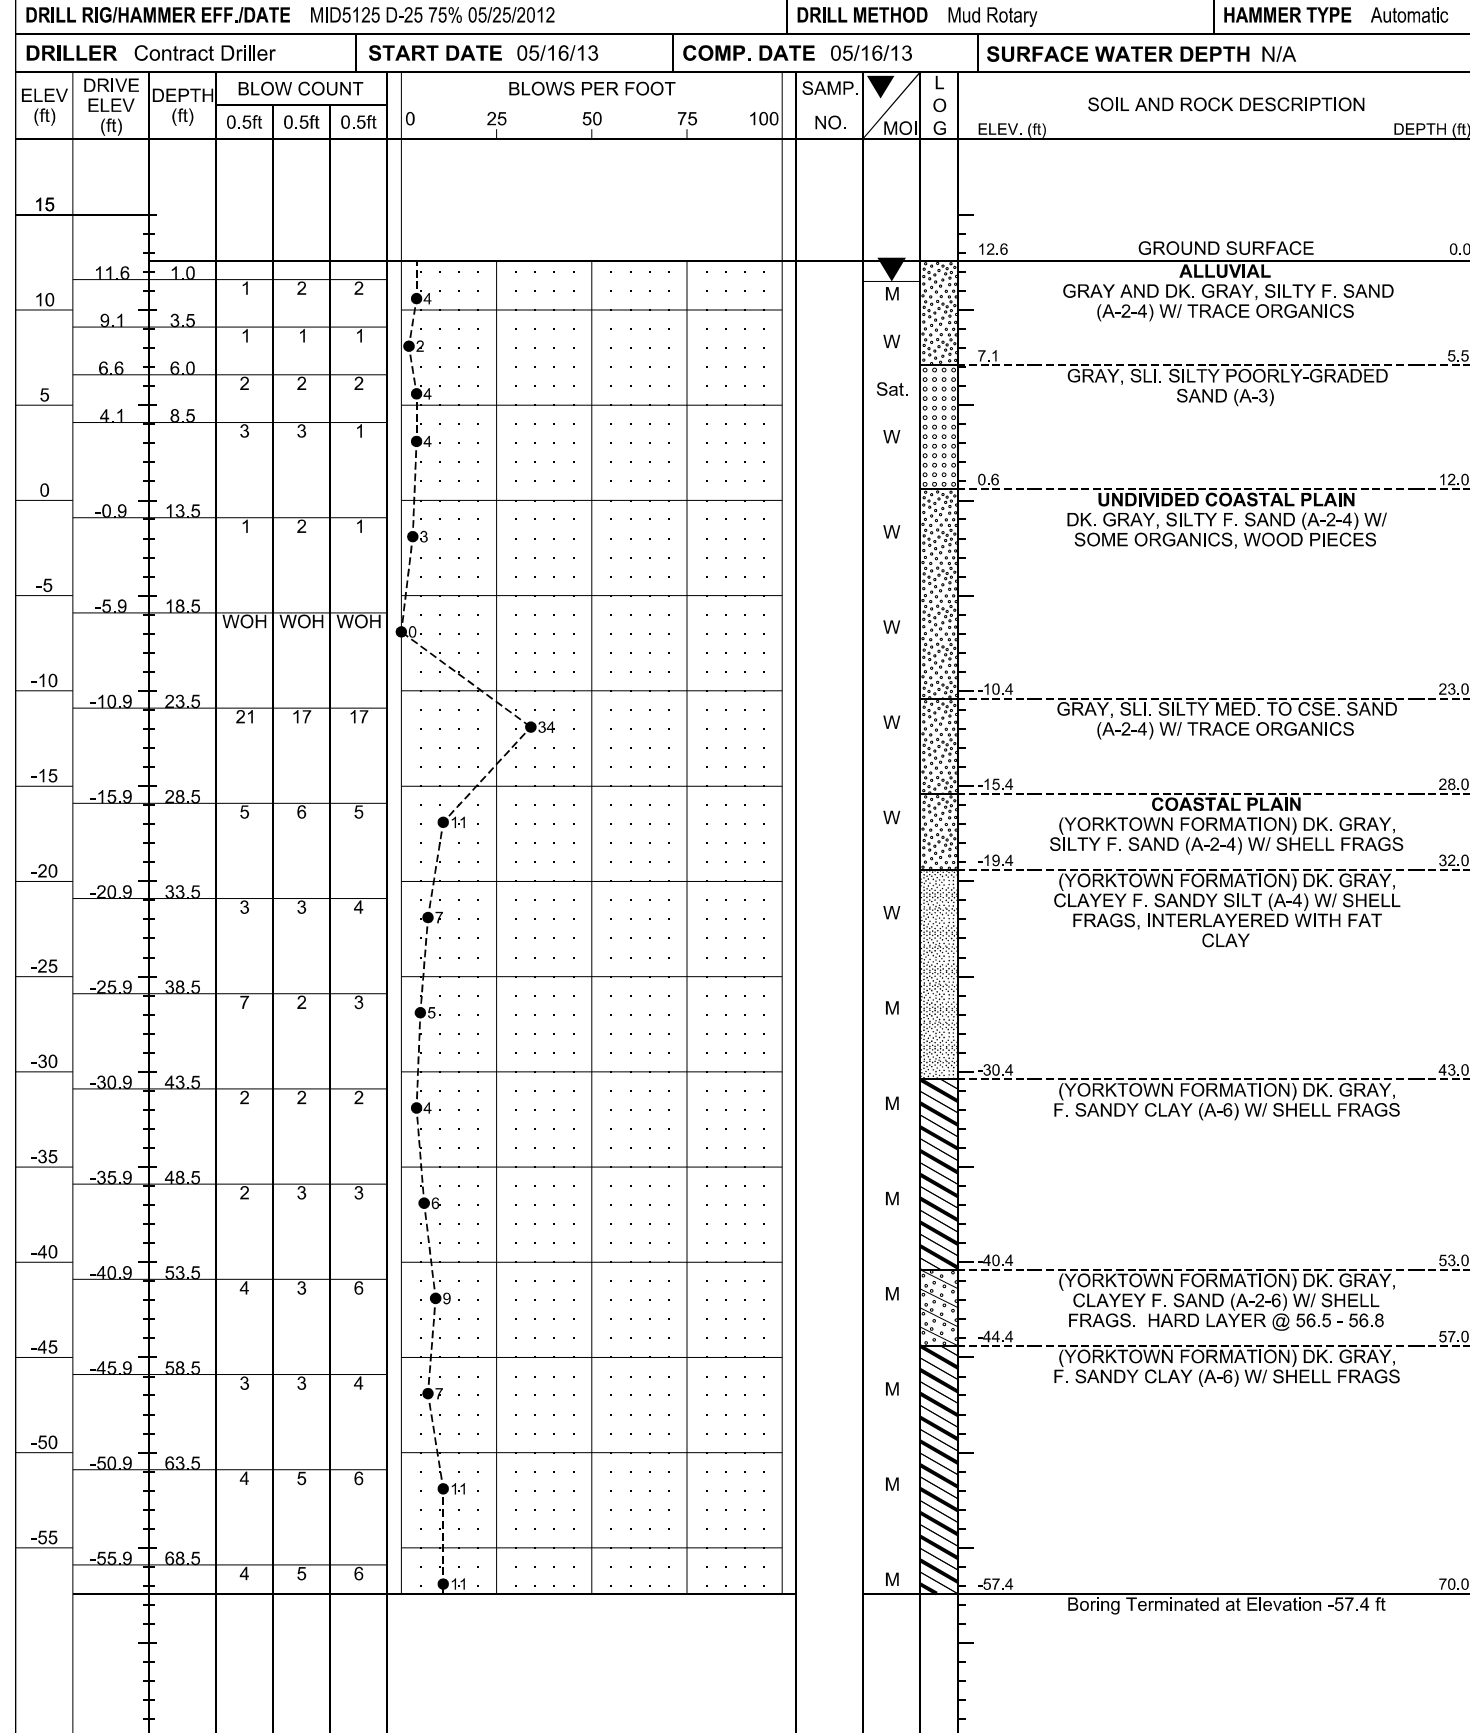 DRILL RIG/HAMMER EFF./DATE MID5125 D-25 75% 05/25/2012 DRILL METHOD Mud Rotary HAMMER TYPE Automatic
DRILLER Contract Driller START DATE 05/16/13 COMP. DATE 05/16/13 SURFACE WATER DEPTH N/A
ELEV (ft) DRIVE ELEV (ft) DEPTH (ft) BLOW COUNT BLOWS PER FOOT SAMP. NO. MOI LOG SOIL AND ROCK DESCRIPTION
0.5ft 0.5ft 0.5ft 0 25 50 75 100 ELEV. (ft) DEPTH (ft)
15
12.6 GROUND SURFACE 0.0
11.6 1.0 ALLUVIAL
1 2 2 4 M GRAY AND DK. GRAY, SILTY F. SAND
10 (A-2-4) W/ TRACE ORGANICS
9.1 3.5
1 1 1 2 W
7.1 5.5
6.6 6.0 GRAY, SLI. SILTY POORLY-GRADED
2 2 2 4 Sat. SAND (A-3)
5
4.1 8.5
3 3 1 4 W
0.6 12.0
0 UNDIVIDED COASTAL PLAIN
-0.9 13.5 DK. GRAY, SILTY F. SAND (A-2-4) W/
1 2 1 3 W SOME ORGANICS, WOOD PIECES
-5
-5.9 18.5
WOH WOH WOH 0 W
-10 -10.4 23.0
-10.9 23.5 GRAY, SLI. SILTY MED. TO CSE. SAND
21 17 17 34 W (A-2-4) W/ TRACE ORGANICS
-15 -15.4 28.0
-15.9 28.5 COASTAL PLAIN
5 6 5 11 W (YORKTOWN FORMATION) DK. GRAY,
SILTY F. SAND (A-2-4) W/ SHELL FRAGS
-19.4 32.0
-20 (YORKTOWN FORMATION) DK. GRAY,
-20.9 33.5 CLAYEY F. SANDY SILT (A-4) W/ SHELL
3 3 4 7 W FRAGS, INTERLAYERED WITH FAT
CLAY
-25
-25.9 38.5
7 2 3 5 M
-30 -30.4 43.0
-30.9 43.5 (YORKTOWN FORMATION) DK. GRAY,
2 2 2 4 M F. SANDY CLAY (A-6) W/ SHELL FRAGS
-35
-35.9 48.5
2 3 3 6 M
-40 -40.4 53.0
-40.9 53.5 (YORKTOWN FORMATION) DK. GRAY,
4 3 6 9 M CLAYEY F. SAND (A-2-6) W/ SHELL
FRAGS. HARD LAYER @ 56.5 - 56.8
-44.4 57.0
-45 (YORKTOWN FORMATION) DK. GRAY,
-45.9 58.5 F. SANDY CLAY (A-6) W/ SHELL FRAGS
3 3 4 7 M
-50
-50.9 63.5
4 5 6 11 M
-55
-55.9 68.5
4 5 6 11 M
-57.4 70.0
Boring Terminated at Elevation -57.4 ft